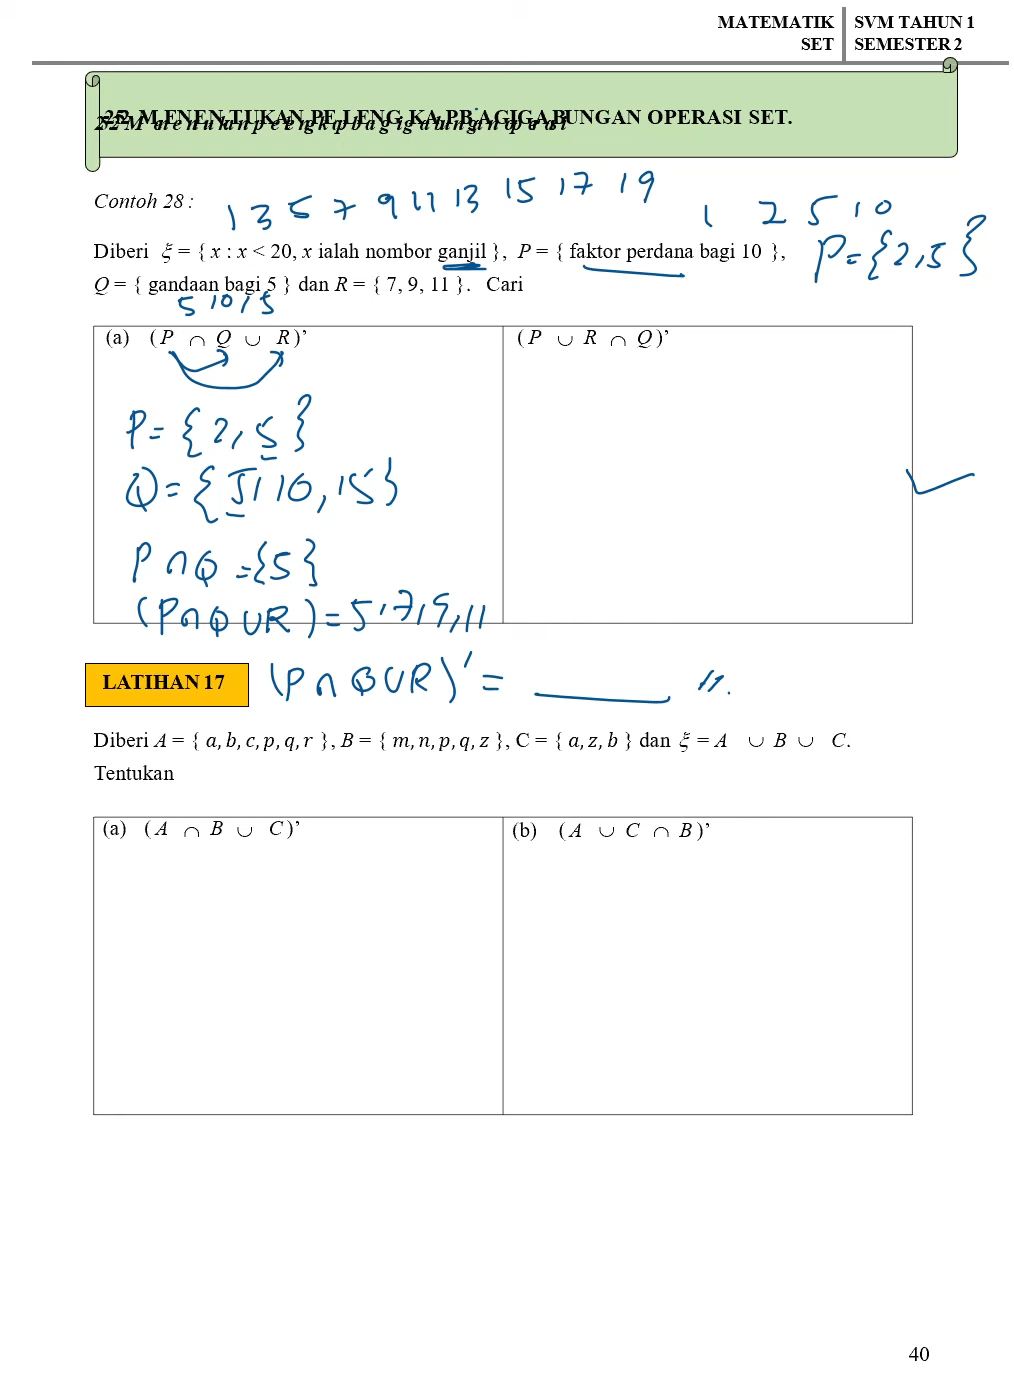 MATEMATIK SVM TAHUN 1
SET SEMESTER 2
MENENTUKAN OPERASI SET.
Contoh 28 :
1 3 5 7 9 11 13 15 17 19
1 2 5 10
Diberi ξ = { x : x < 20, x ialah nombor ganjil }, P = { faktor perdana bagi 10 },
P = {2,5}
Q = { gandaan bagi 5 } dan R = { 7, 9, 11 }. Cari
5 10 15
(a) ( P ∩ Q ∪ R )’
( P ∪ R ∩ Q )’
P = {2, 5}
Q = {5, 10, 15}
P ∩ Q = {5}
(P ∩ Q ∪ R) = 5, 7, 9, 11
LATIHAN 17
(P ∩ Q ∪ R)' = ______ //.
Diberi A = { a, b, c, p, q, r }, B = { m, n, p, q, z }, C = { a, z, b } dan ξ = A ∪ B ∪ C.
Tentukan
(a) ( A ∩ B ∪ C )’
(b) ( A ∪ C ∩ B )’
40